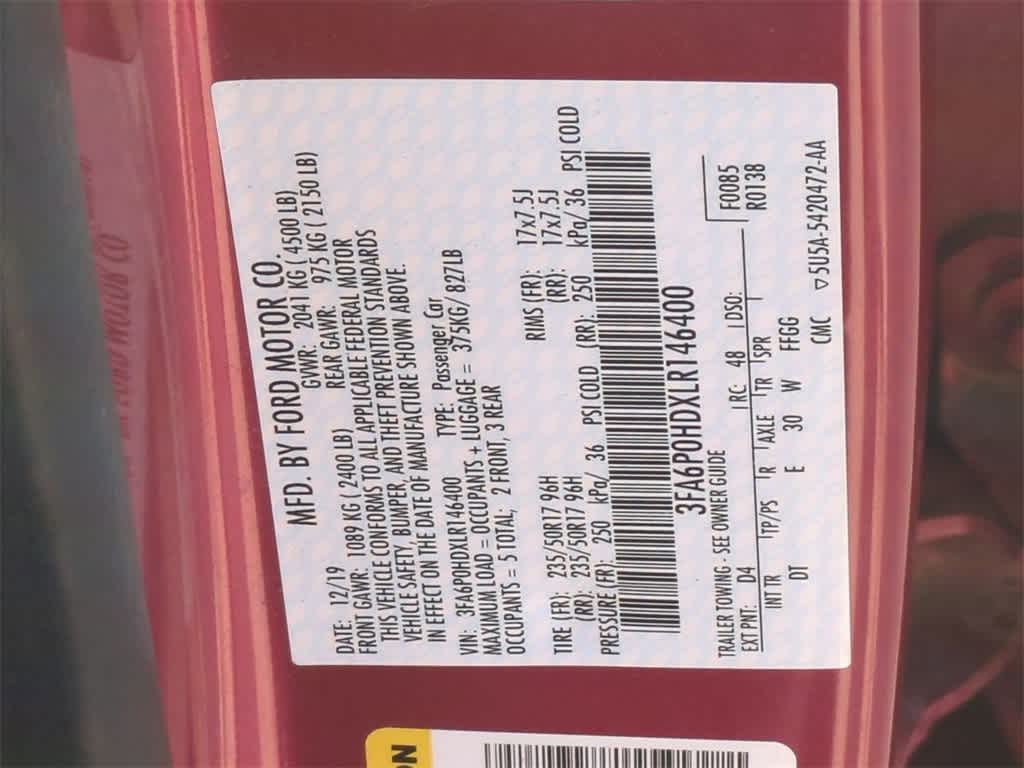 MFD. BY FORD MOTOR CO.
DATE: 12/19 GVWR: 2041 KG ( 4500 LB)
FRONT GAWR: 1089 KG ( 2400 LB) REAR GAWR: 975 KG ( 2150 LB)
THIS VEHICLE CONFORMS TO ALL APPLICABLE FEDERAL MOTOR
VEHICLE SAFETY, BUMPER, AND THEFT PREVENTION STANDARDS
IN EFFECT ON THE DATE OF MANUFACTURE SHOWN ABOVE.
VIN: 3FA6P0HDXLR146400 TYPE: Passenger Car
MAXIMUM LOAD = OCCUPANTS + LUGGAGE = 375KG/ 827LB
OCCUPANTS = 5 TOTAL; 2 FRONT, 3 REAR
TIRE (FR): 235/50R17 96H RIMS (FR): 17x7.5J
(RR): 235/50R17 96H (RR): 17x7.5J
PRESSURE(FR): 250 kPa/ 36 PSI COLD (RR): 250 kPa/ 36 PSI COLD
3FA6P0HDXLR146400
F0085
R0138
TRAILER TOWING - SEE OWNER GUIDE
EXT PNT: D4 RC: 48 DSO:
INT TR TP/PS R AXLE TR SPR
DT E 30 W FFGG
CMC ▽5U5A-5420472-AA
ON